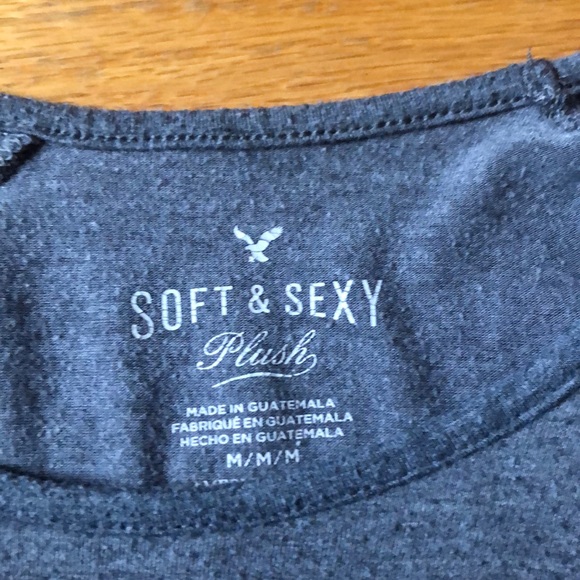 SOFT & SEXY
Plush
MADE IN GUATEMALA
FABRIQUÉ EN GUATEMALA
HECHO EN GUATEMALA
M/M/M